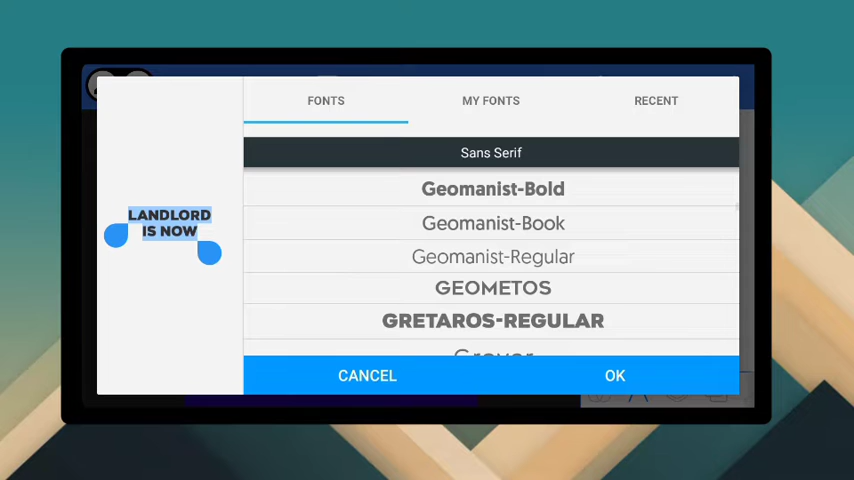 FONTS
MY FONTS
RECENT
Sans Serif
LANDLORD
IS NOW
Geomanist-Bold
Geomanist-Book
Geomanist-Regular
GEOMETOS
GRETAROS-REGULAR
CANCEL
OK